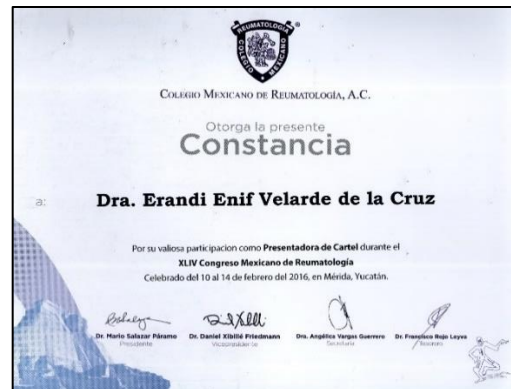 REUMATOLOGÍA
COLEGIO MEXICANO
COLEGIO MEXICANO DE REUMATOLOGÍA, A.C.
Otorga la presente
Constancia
a: Dra. Erandi Enif Velarde de la Cruz
Por su valiosa participacion como Presentadora de Cartel durante el
XLIV Congreso Mexicano de Reumatología
Celebrado del 10 al 14 de febrero del 2016, en Mérida, Yucatán.
Dr. Mario Salazar Páramo Dr. Daniel Xibillé Friedmann Dra. Angélica Vargas Guerrero Dr. Francisco Rojo Leyva
Presidente Vicepresidente Secretaria Tesorero